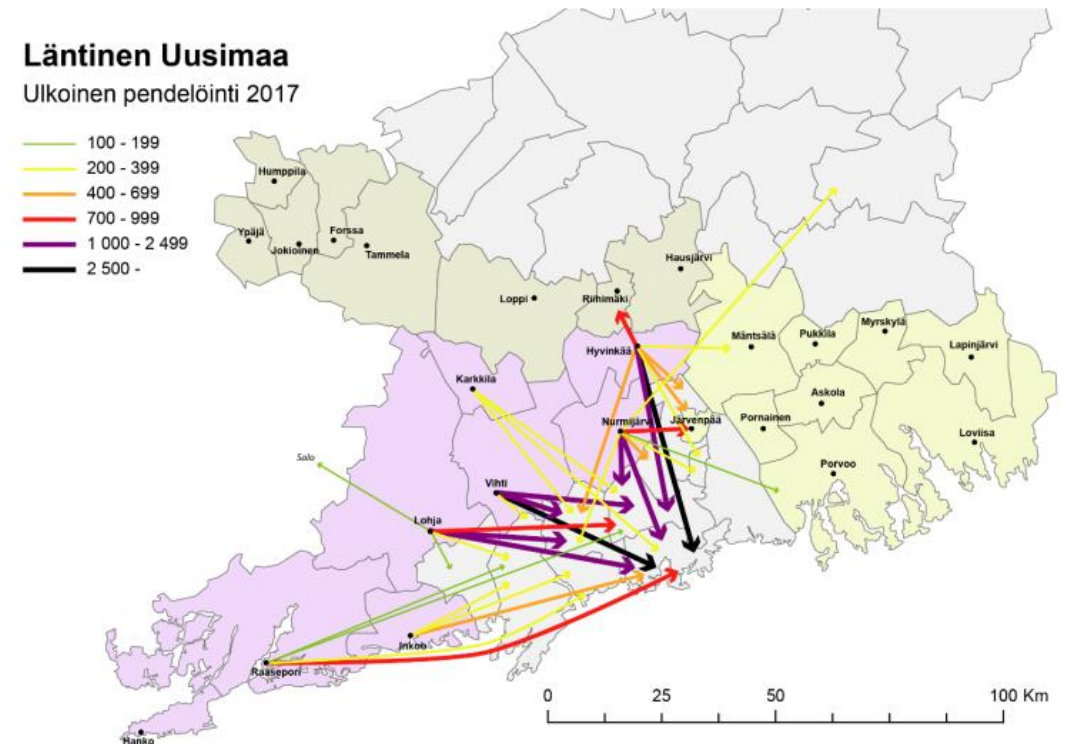 Läntinen Uusimaa
Ulkoinen pendelöinti 2017
100 - 199
200 - 399
400 - 699
700 - 999
1 000 - 2 499
2 500 -
Humppila
Ypäjä
Jokioinen
Forssa
Tammela
Hausjärvi
Loppi
Riihimäki
Hyvinkää
Mäntsälä
Pukkila
Myrskylä
Lapinjärvi
Karkkila
Askola
Nurmijärvi
Järvenpää
Pornainen
Loviisa
Salo
Porvoo
Vihti
Lohja
Inkoo
Raasepori
Hanko
0 25 50 100 Km